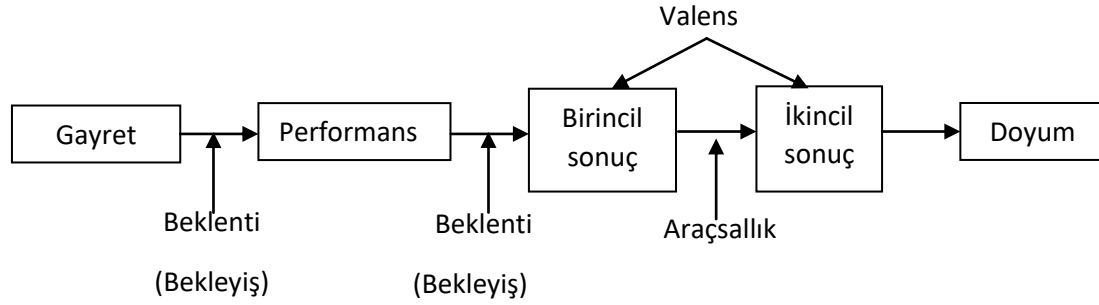 Valens
Gayret
Performans
Birincil
sonuç
İkincil
sonuç
Doyum
Beklenti
(Bekleyiş)
Beklenti
(Bekleyiş)
Araçsallık